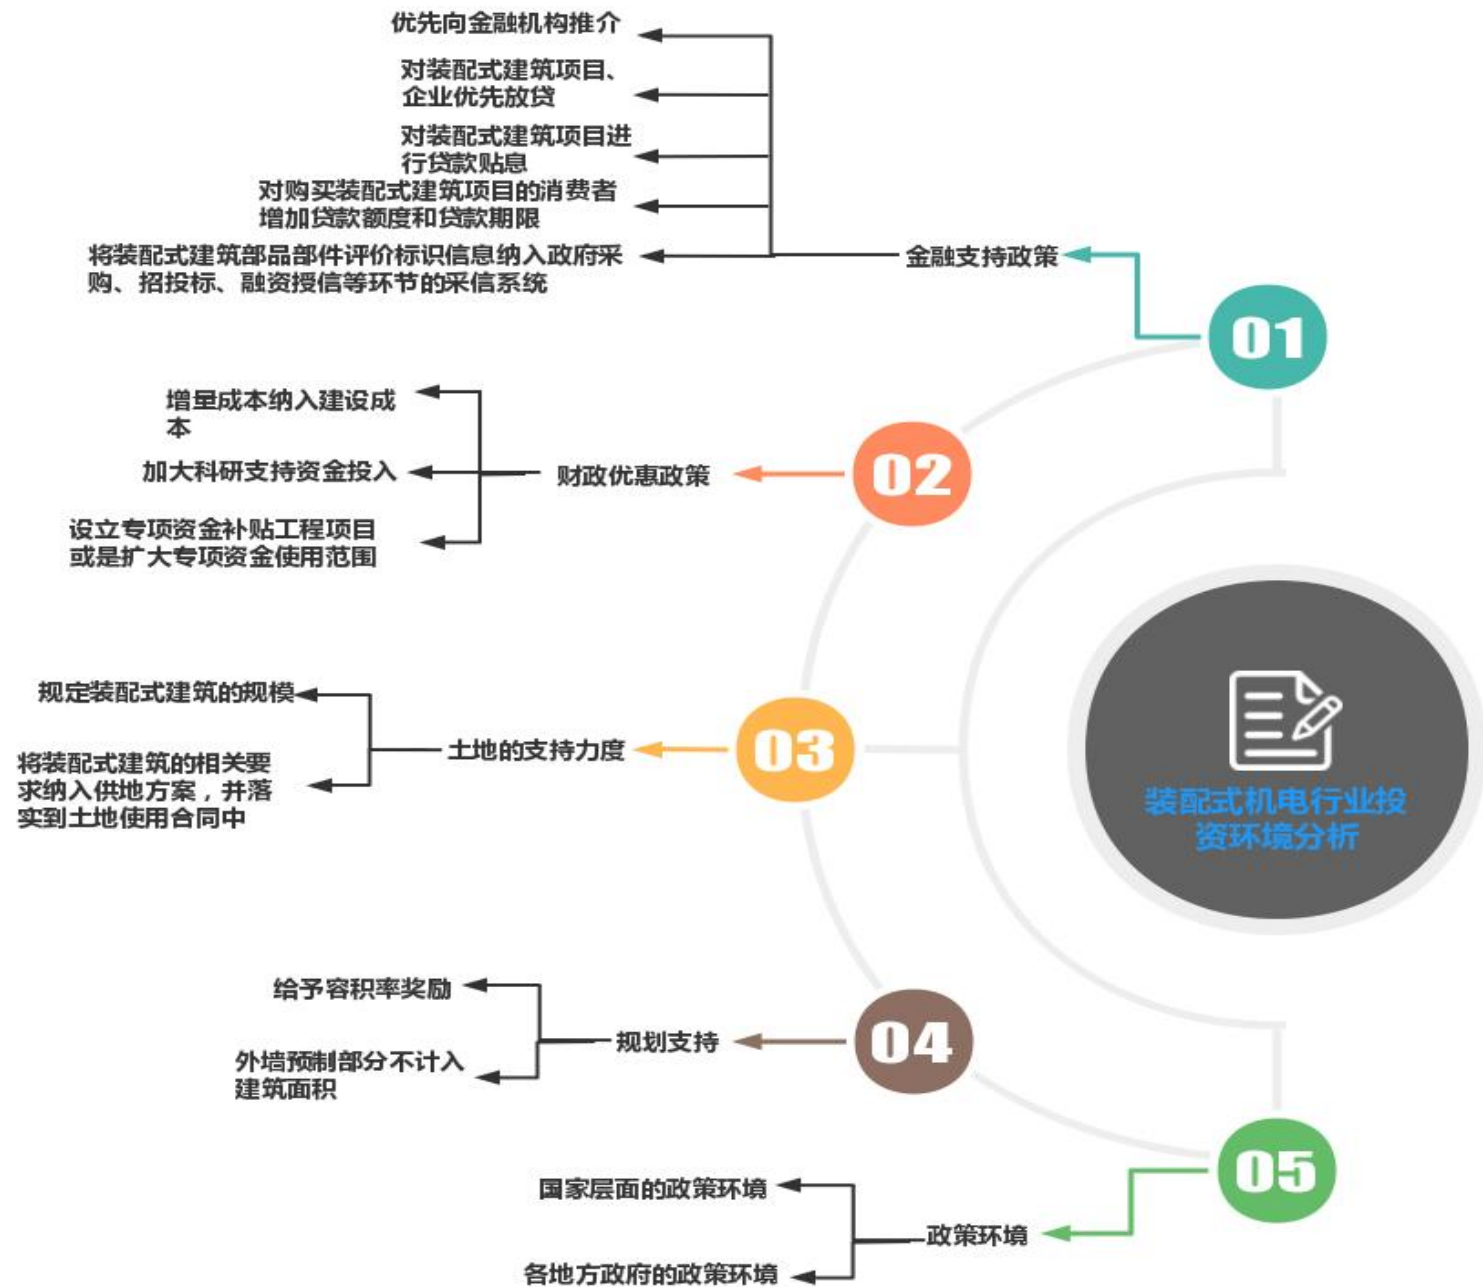 优先向金融机构推介
对装配式建筑项目、
企业优先放贷
对装配式建筑项目进
行贷款贴息
对购买装配式建筑项目的消费者
增加贷款额度和贷款期限
将装配式建筑部品部件评价标识信息纳入政府采
购、招投标、融资授信等环节的采信系统
金融支持政策
01
增量成本纳入建设成
本
加大科研支持资金投入
设立专项资金补贴工程项目
或是扩大专项资金使用范围
财政优惠政策
02
规定装配式建筑的规模
将装配式建筑的相关要
求纳入供地方案，并落
实到土地使用合同中
土地的支持力度
03
装配式机电行业投
资环境分析
给予容积率奖励
外墙预制部分不计入
建筑面积
规划支持
04
国家层面的政策环境
各地方政府的政策环境
政策环境
05